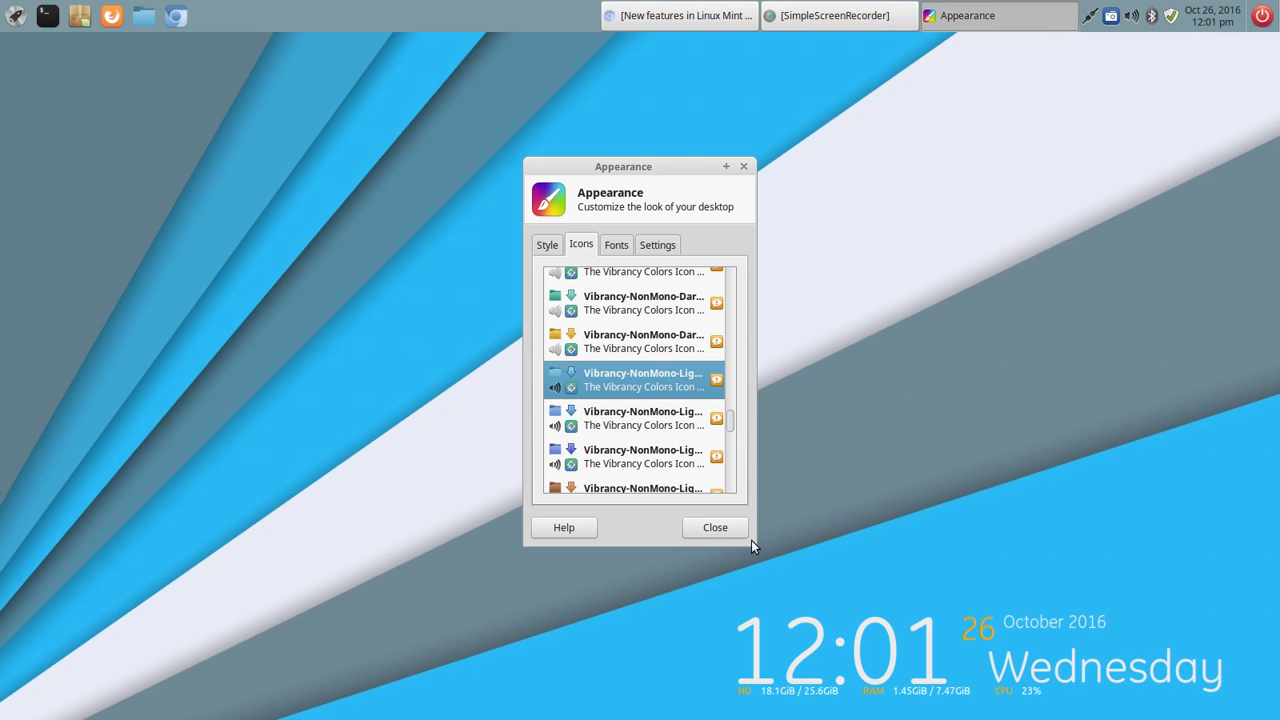 [New features in Linux Mint ...
[SimpleScreenRecorder]
Appearance
Oct 26, 2016
12:01 pm
Appearance
Appearance
Customize the look of your desktop
Style
Icons
Fonts
Settings
The Vibrancy Colors Icon ...
Vibrancy-NonMono-Dar...
The Vibrancy Colors Icon ...
Vibrancy-NonMono-Dar...
The Vibrancy Colors Icon ...
Vibrancy-NonMono-Lig...
The Vibrancy Colors Icon ...
Vibrancy-NonMono-Lig...
The Vibrancy Colors Icon ...
Vibrancy-NonMono-Lig...
The Vibrancy Colors Icon ...
Vibrancy-NonMono-Lig...
Help
Close
12:01
26
October 2016
Wednesday
HD 18.1GiB / 25.6GiB RAM 1.45GiB / 7.47GiB CPU 23%